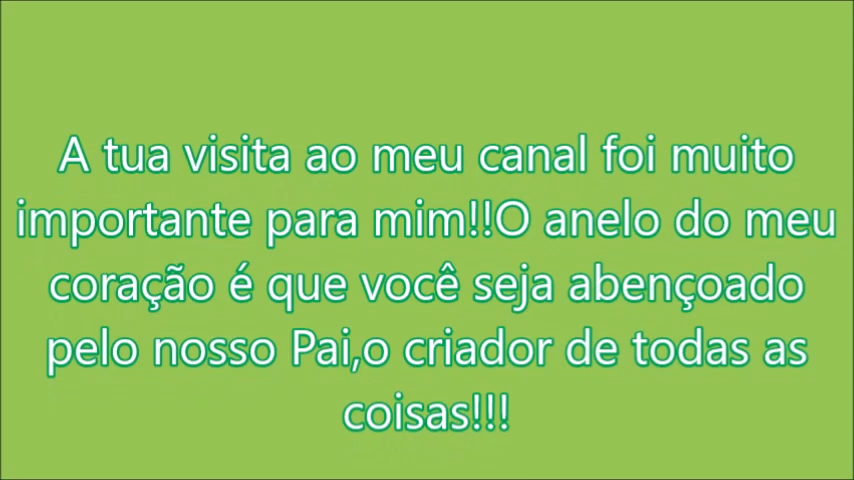 A tua visita ao meu canal foi muito
importante para mim!!O anelo do meu
coração é que você seja abençoado
pelo nosso Pai,o criador de todas as
coisas!!!